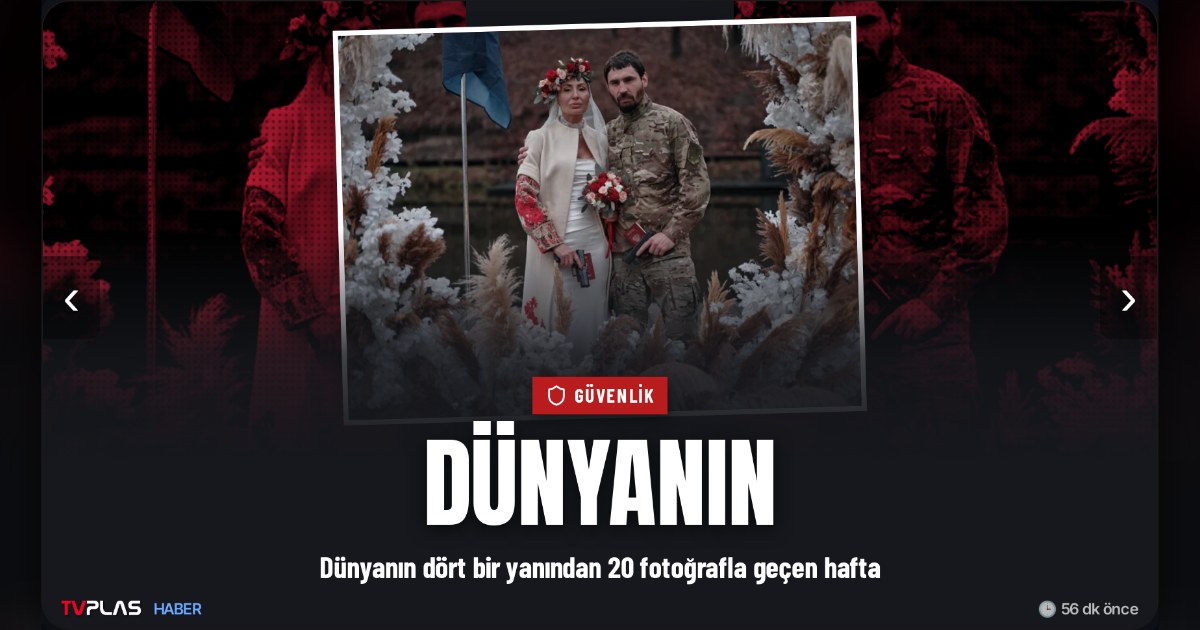 GÜVENLİK
DÜNYANIN
Dünyanın dört bir yanından 20 fotoğrafla geçen hafta
TVPLAS HABER
56 dk önce